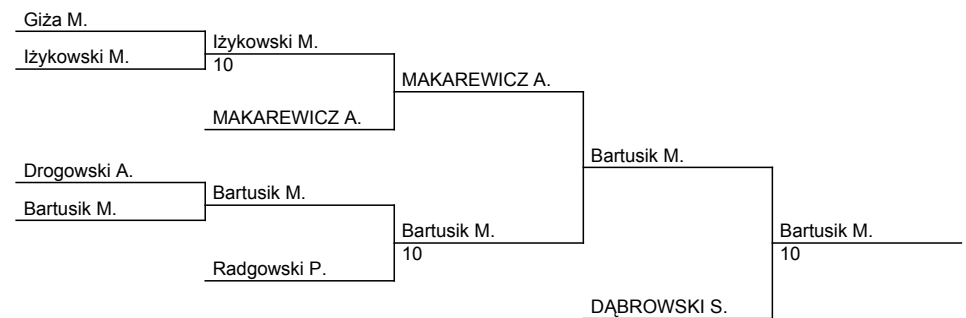 Giża M.
Iżykowski M.
Iżykowski M.
10
MAKAREWICZ A.
MAKAREWICZ A.
Drogowski A.
Bartusik M.
Bartusik M.
Radgowski P.
Bartusik M.
10
Bartusik M.
DĄBROWSKI S.
Bartusik M.
10